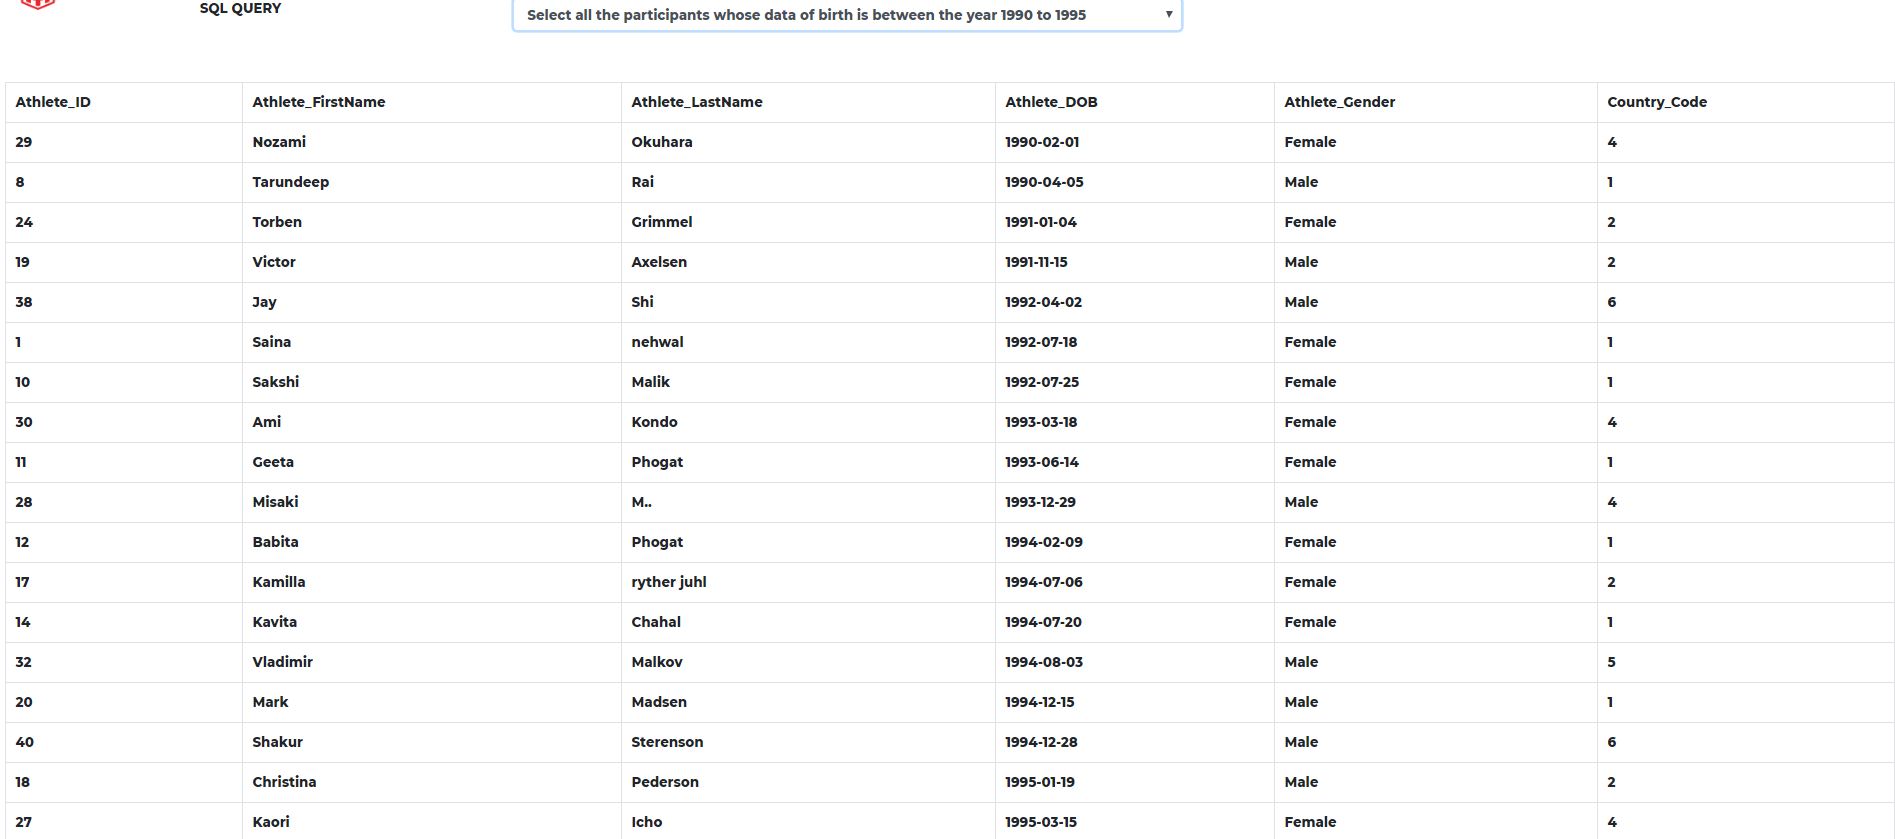 SQL QUERY Select all the participants whose data of birth is between the year 1990 to 1995
Athlete_ID Athlete_FirstName Athlete_LastName Athlete_DOB Athlete_Gender Country_Code
29 Nozami Okuhara 1990-02-01 Female 4
8 Tarundeep Rai 1990-04-05 Male 1
24 Torben Grimmel 1991-01-04 Female 2
19 Victor Axelsen 1991-11-15 Male 2
38 Jay Shi 1992-04-02 Male 6
1 Saina nehwal 1992-07-18 Female 1
10 Sakshi Malik 1992-07-25 Female 1
30 Ami Kondo 1993-03-18 Female 4
11 Geeta Phogat 1993-06-14 Female 1
28 Misaki M.. 1993-12-29 Male 4
12 Babita Phogat 1994-02-09 Female 1
17 Kamilla ryther juhl 1994-07-06 Female 2
14 Kavita Chahal 1994-07-20 Female 1
32 Vladimir Malkov 1994-08-03 Male 5
20 Mark Madsen 1994-12-15 Male 1
40 Shakur Sterenson 1994-12-28 Male 6
18 Christina Pederson 1995-01-19 Male 2
27 Kaori Icho 1995-03-15 Female 4